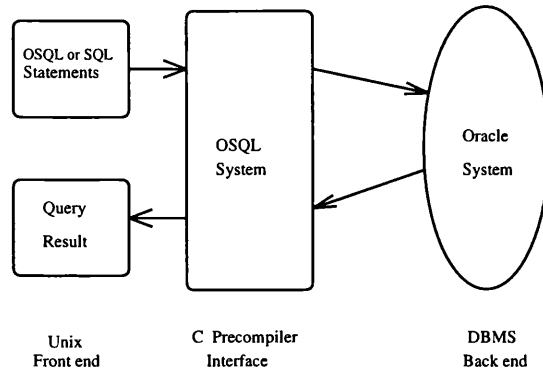 OSQL or SQL
Statements
OSQL
System
Oracle
System
Query
Result
Unix
Front end
C Precompiler
Interface
DBMS
Back end